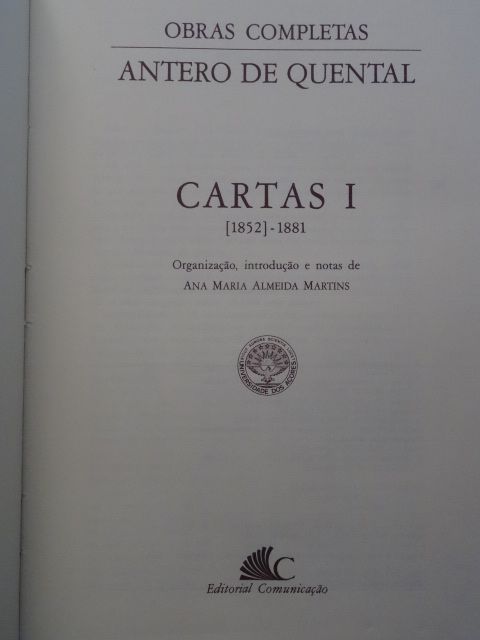 OBRAS COMPLETAS
ANTERO DE QUENTAL
CARTAS I
[1852]-1881
Organização, introdução e notas de
ANA MARIA ALMEIDA MARTINS
UNIVERSIDADE DOS AÇORES
C
Editorial Comunicação